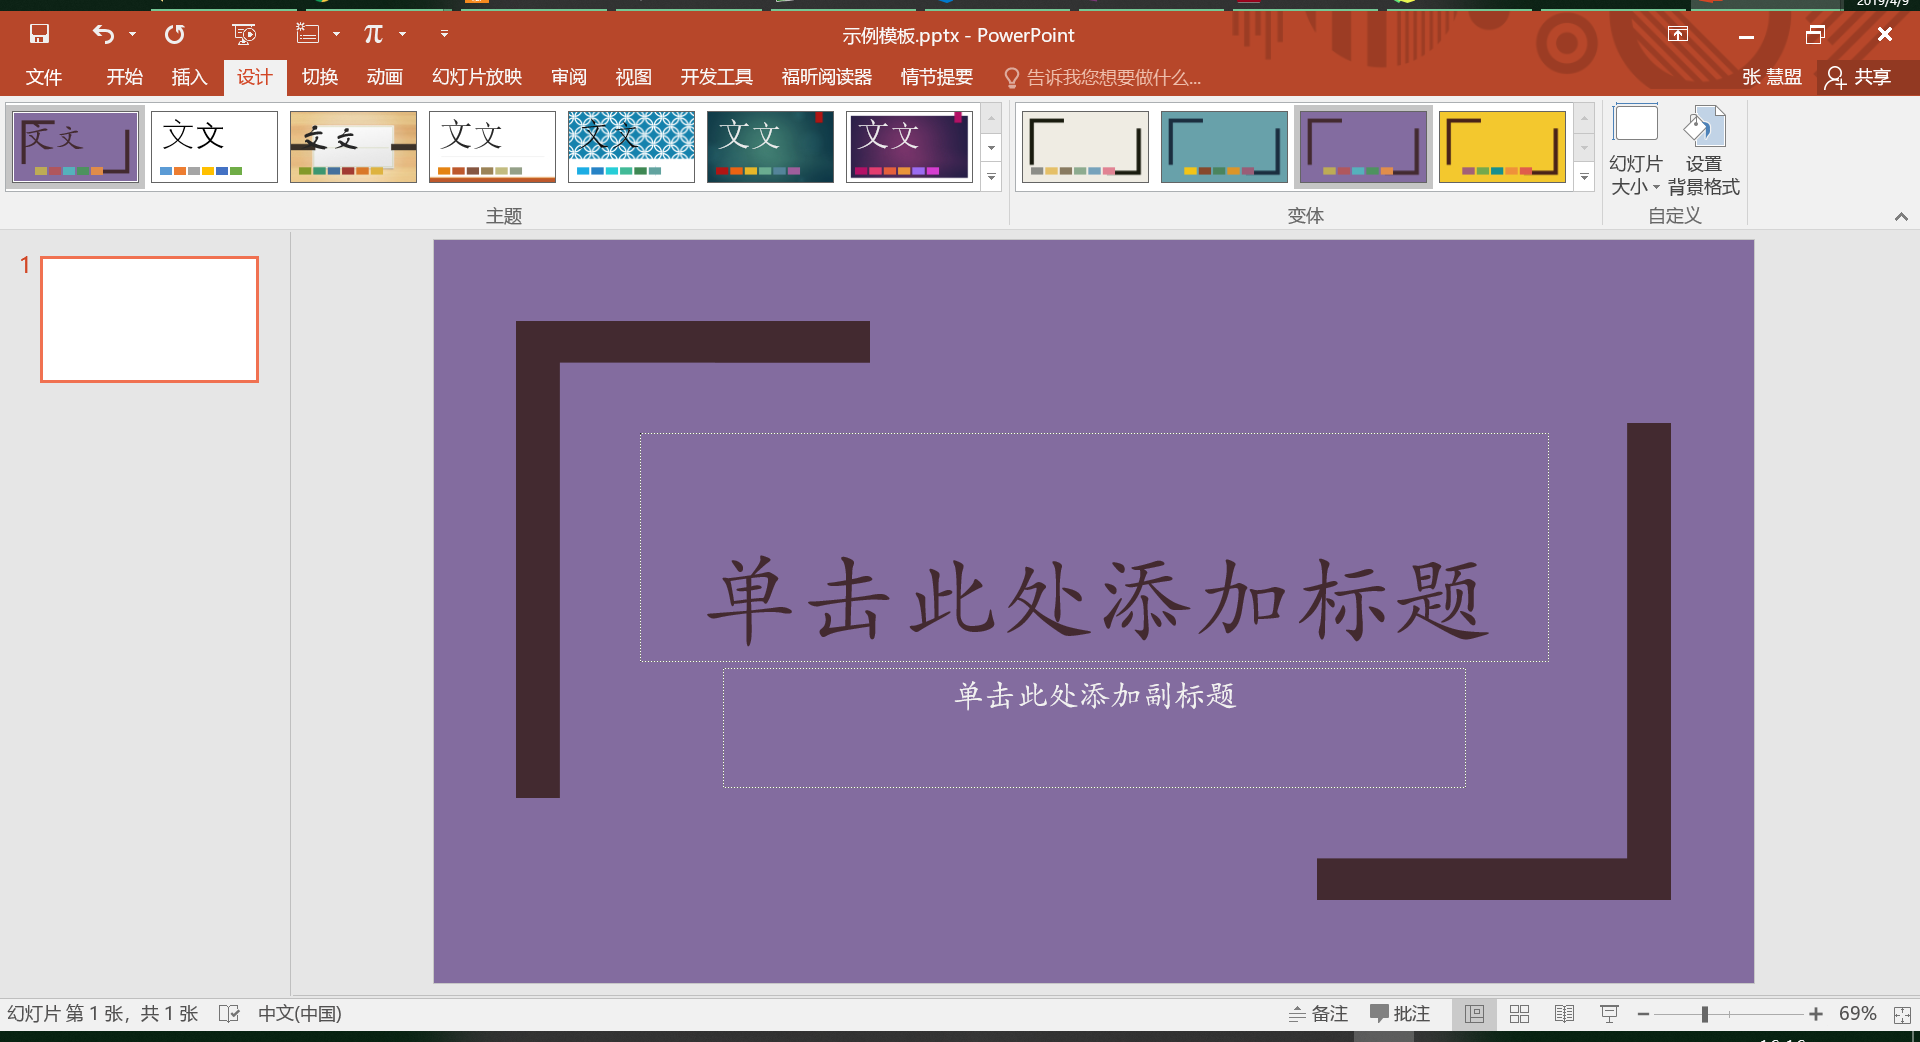 2019/4/9
示例模板.pptx - PowerPoint
文件 开始 插入 设计 切换 动画 幻灯片放映 审阅 视图 开发工具 福昕阅读器 情节提要 告诉我您想要做什么... 张 慧盟 共享
文文 文文 文文 文文 文文 文文 文文
幻灯片大小 设置背景格式
主题 变体 自定义
1
单击此处添加标题
单击此处添加副标题
幻灯片 第 1 张，共 1 张 中文(中国) 备注 批注 69%